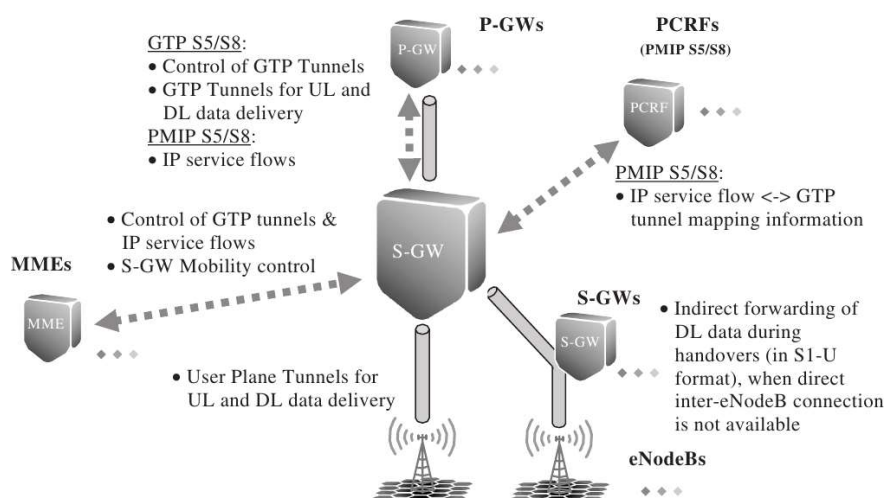 P-GWs
GTP S5/S8:
• Control of GTP Tunnels
• GTP Tunnels for UL and
DL data delivery
PMIP S5/S8:
• IP service flows
P-GW
PCRFs
(PMIP S5/S8)
PCRF
PMIP S5/S8:
• IP service flow <-> GTP
tunnel mapping information
• Control of GTP tunnels &
IP service flows
• S-GW Mobility control
S-GW
MMEs
MME
S-GWs
S-GW
• Indirect forwarding of
DL data during
handovers (in S1-U
format), when direct
inter-eNodeB connection
is not available
• User Plane Tunnels for
UL and DL data delivery
eNodeBs